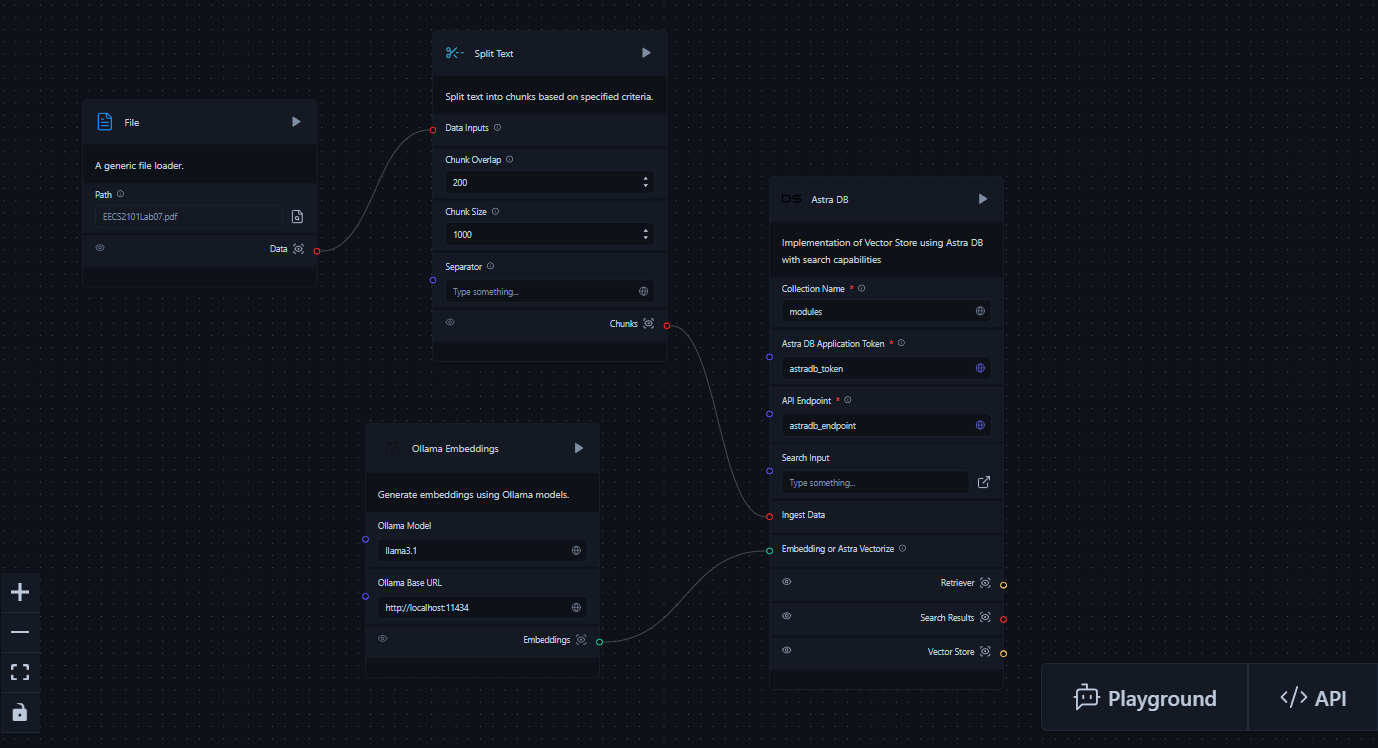 File
A generic file loader.
Path
EECS2101Lab07.pdf
Data
Split Text
Split text into chunks based on specified criteria.
Data Inputs
Chunk Overlap
200
Chunk Size
1000
Separator
Type something...
Chunks
Ollama Embeddings
Generate embeddings using Ollama models.
Ollama Model
llama3.1
Ollama Base URL
http://localhost:11434
Embeddings
DS Astra DB
Implementation of Vector Store using Astra DB
with search capabilities
Collection Name *
modules
Astra DB Application Token *
astradb_token
API Endpoint *
astradb_endpoint
Search Input
Type something...
Ingest Data
Embedding or Astra Vectorize
Retriever
Search Results
Vector Store
Playground
</> API